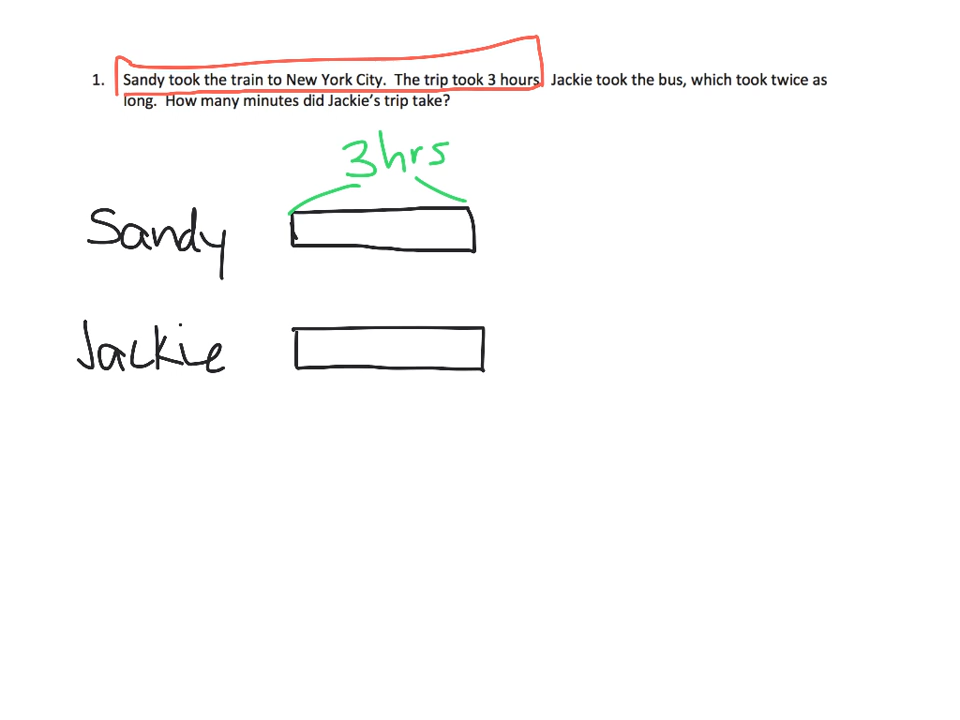 1. Sandy took the train to New York City. The trip took 3 hours. Jackie took the bus, which took twice as
long. How many minutes did Jackie's trip take?
3hrs
Sandy
Jackie